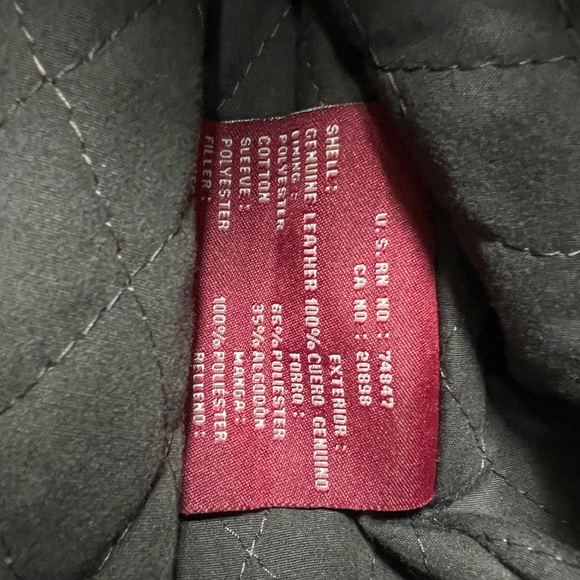 U.S.RN NO : 74847
CA NO : 20898
SHELL : EXTERIOR :
GENUINE LEATHER 100% CUERO GENUINO
LINING : FORRO :
POLYESTER 65% POLIESTER
COTTON 35% ALGODON
SLEEVE : MANGA :
POLYESTER 100% POLIESTER
FILLER : RELLENO :